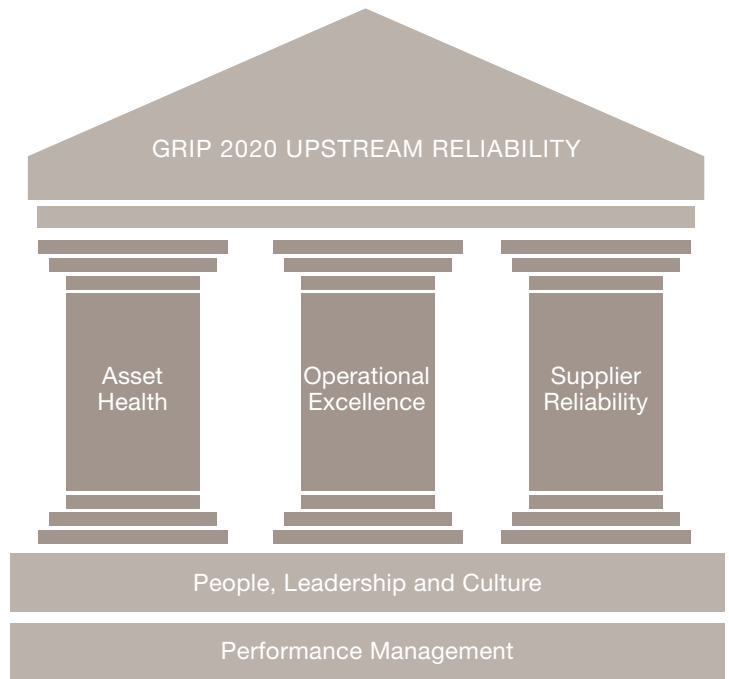 GRIP 2020 UPSTREAM RELIABILITY
Asset
Health
Operational
Excellence
Supplier
Reliability
People, Leadership and Culture
Performance Management